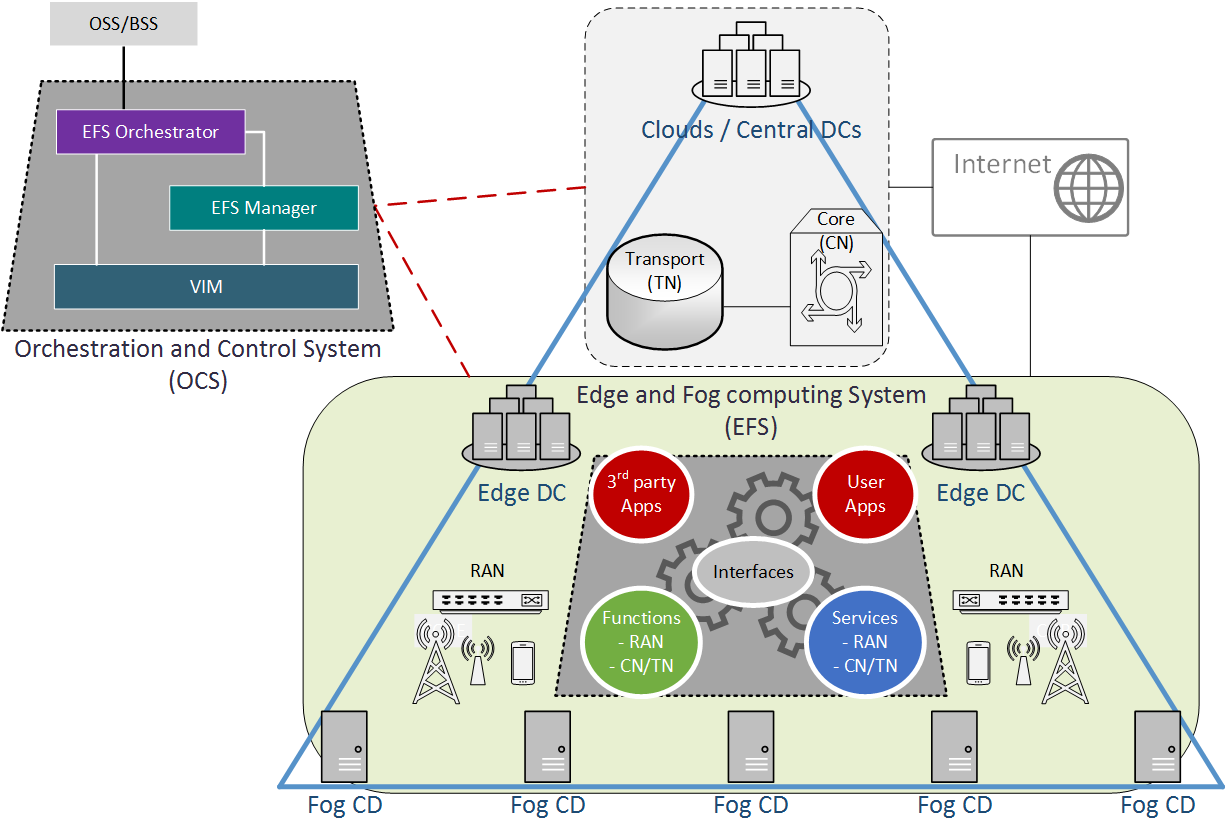 OSS/BSS
EFS Orchestrator
EFS Manager
VIM
Orchestration and Control System
(OCS)
Clouds / Central DCs
Transport
(TN)
Core
(CN)
Internet
Edge and Fog computing System
(EFS)
Edge DC
Edge DC
3rd party
Apps
User
Apps
Interfaces
Functions
- RAN
- CN/TN
Services
- RAN
- CN/TN
RAN
RAN
Fog CD
Fog CD
Fog CD
Fog CD
Fog CD